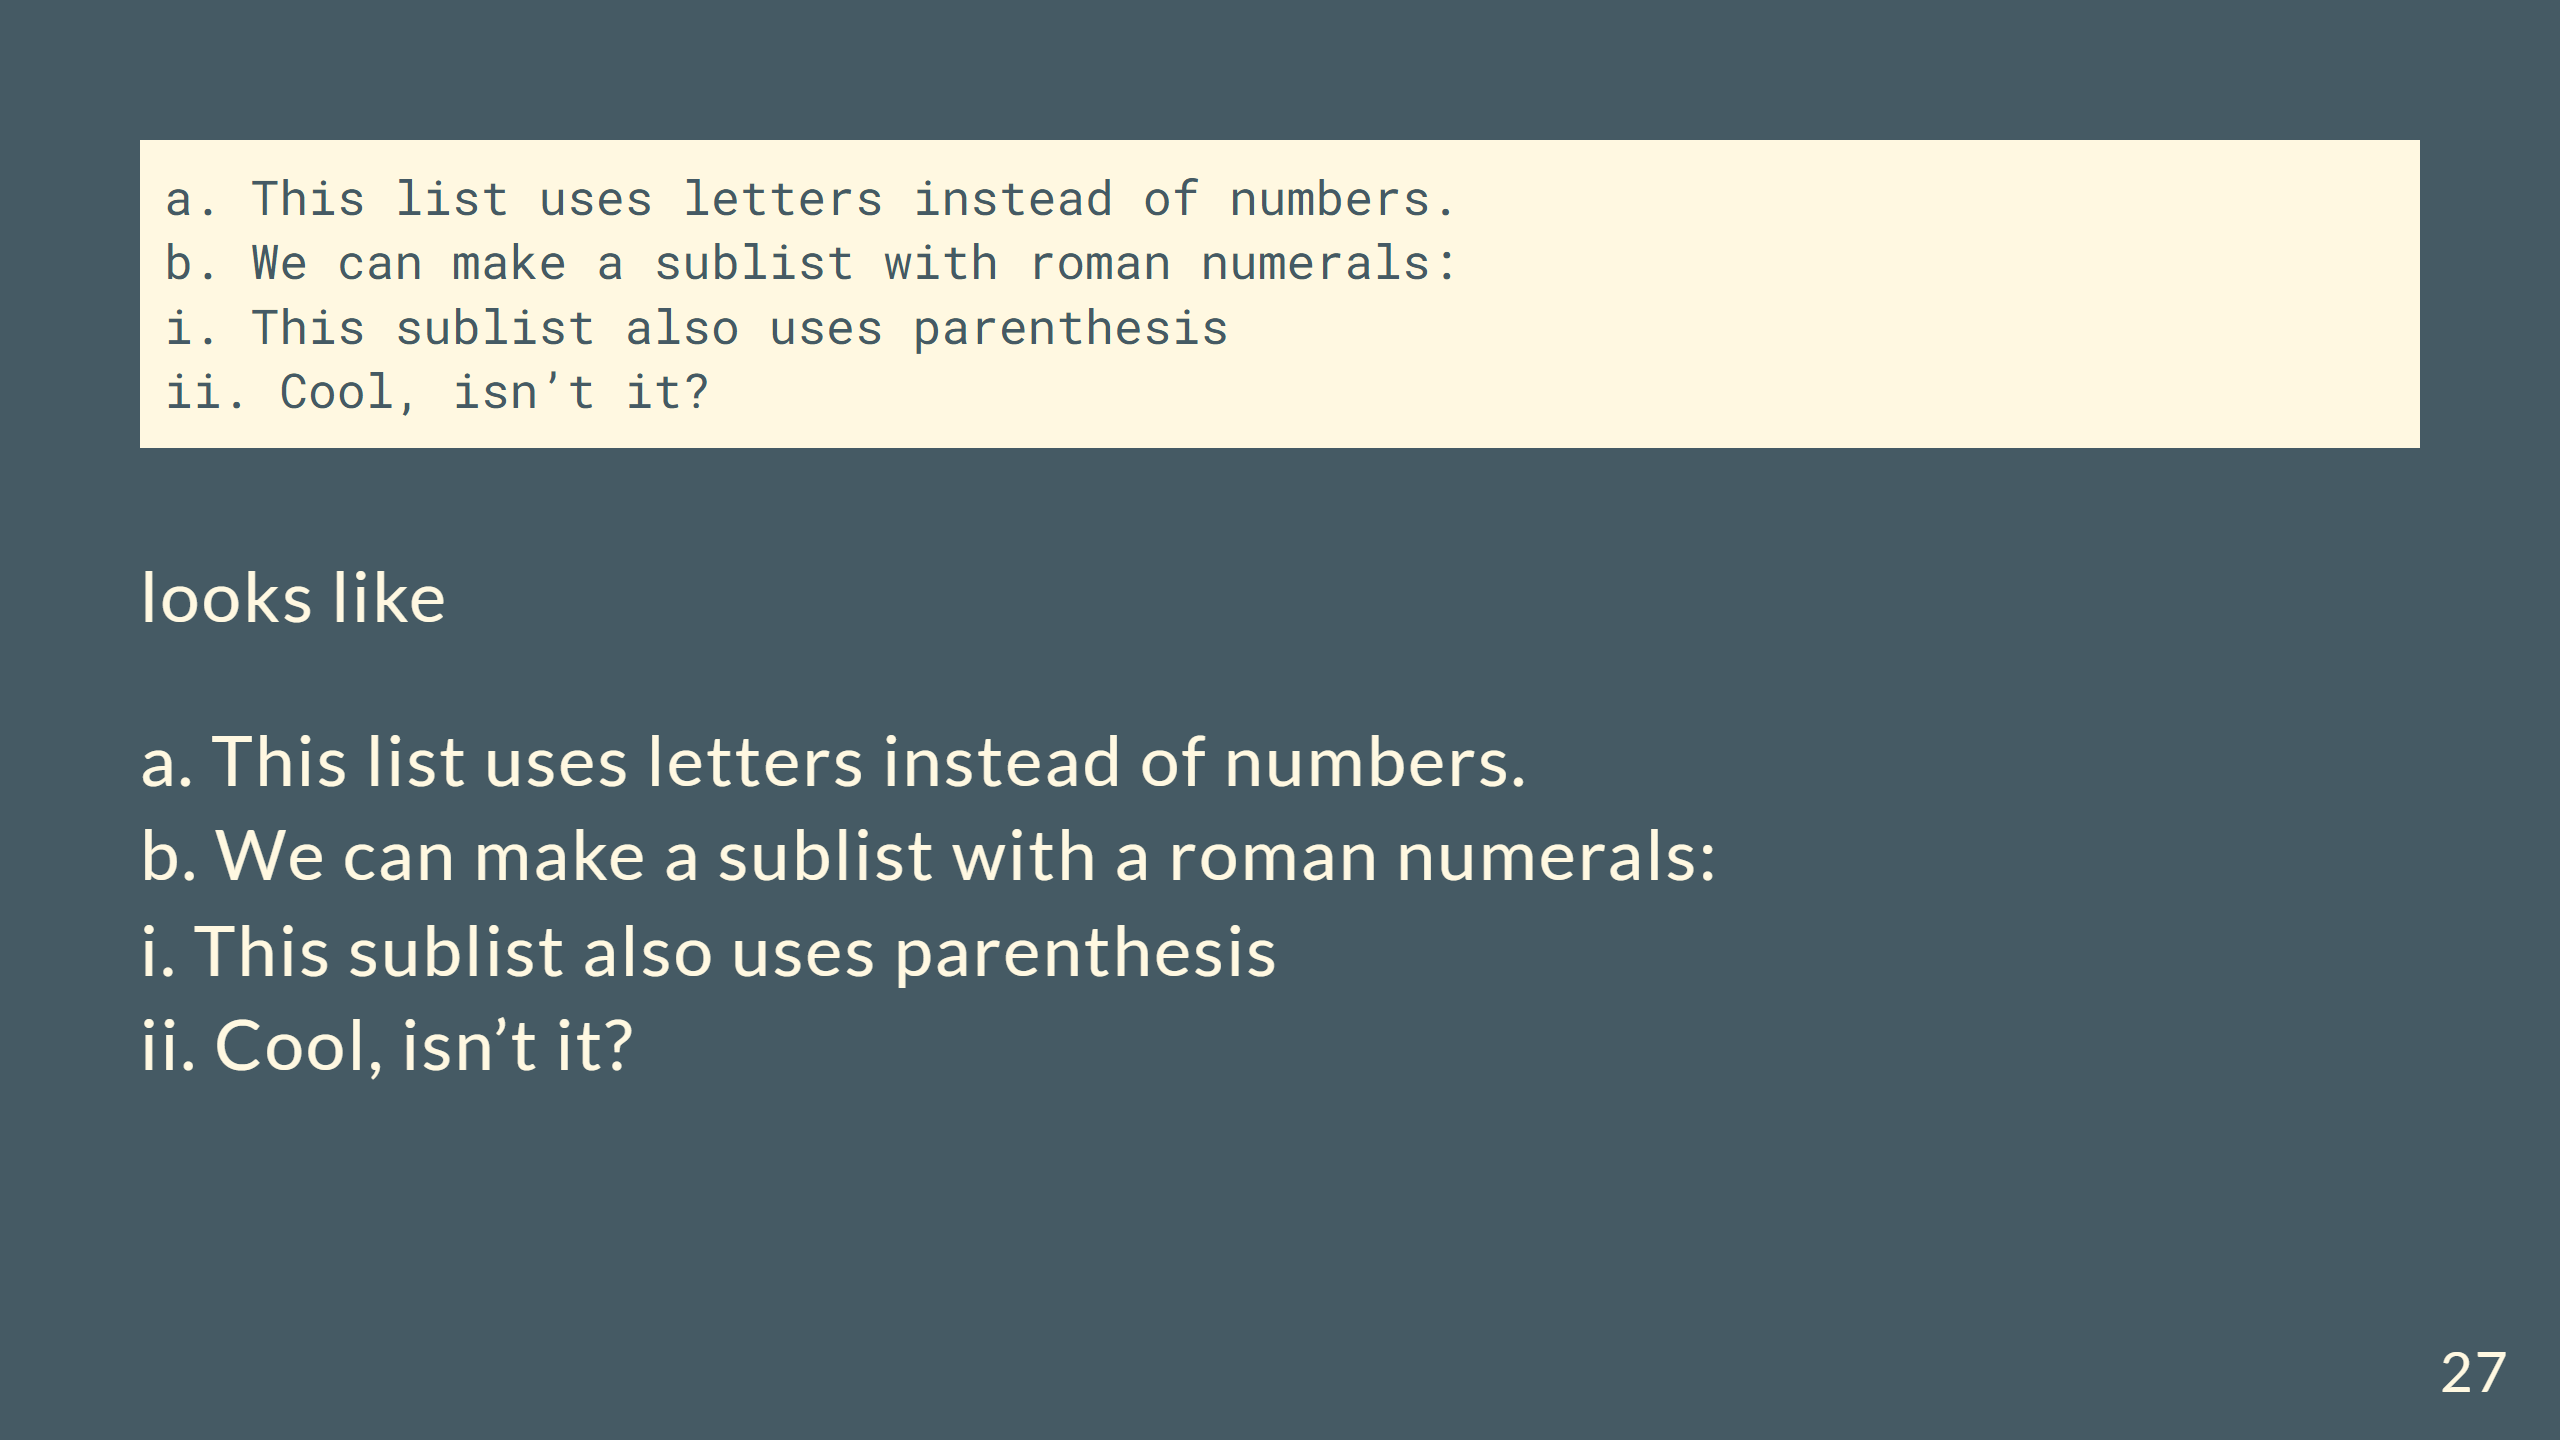 a. This list uses letters instead of numbers.
b. We can make a sublist with roman numerals:
i. This sublist also uses parenthesis
ii. Cool, isn’t it?
looks like
a. This list uses letters instead of numbers.
b. We can make a sublist with a roman numerals:
i. This sublist also uses parenthesis
ii. Cool, isn’t it?
27